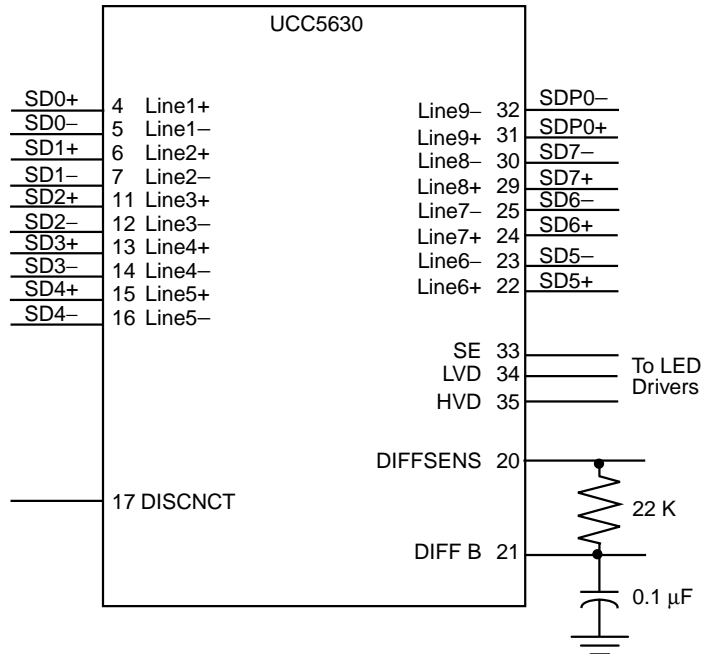 UCC5630
SD0+ 4 Line1+
SD0− 5 Line1−
SD1+ 6 Line2+
SD1− 7 Line2−
SD2+ 11 Line3+
SD2− 12 Line3−
SD3+ 13 Line4+
SD3− 14 Line4−
SD4+ 15 Line5+
SD4− 16 Line5−
17 DISCNCT
Line9− 32 SDP0−
Line9+ 31 SDP0+
Line8− 30 SD7−
Line8+ 29 SD7+
Line7− 25 SD6−
Line7+ 24 SD6+
Line6− 23 SD5−
Line6+ 22 SD5+
SE 33
LVD 34
HVD 35
To LED
Drivers
DIFFSENS 20
22 K
DIFF B 21
0.1 μF